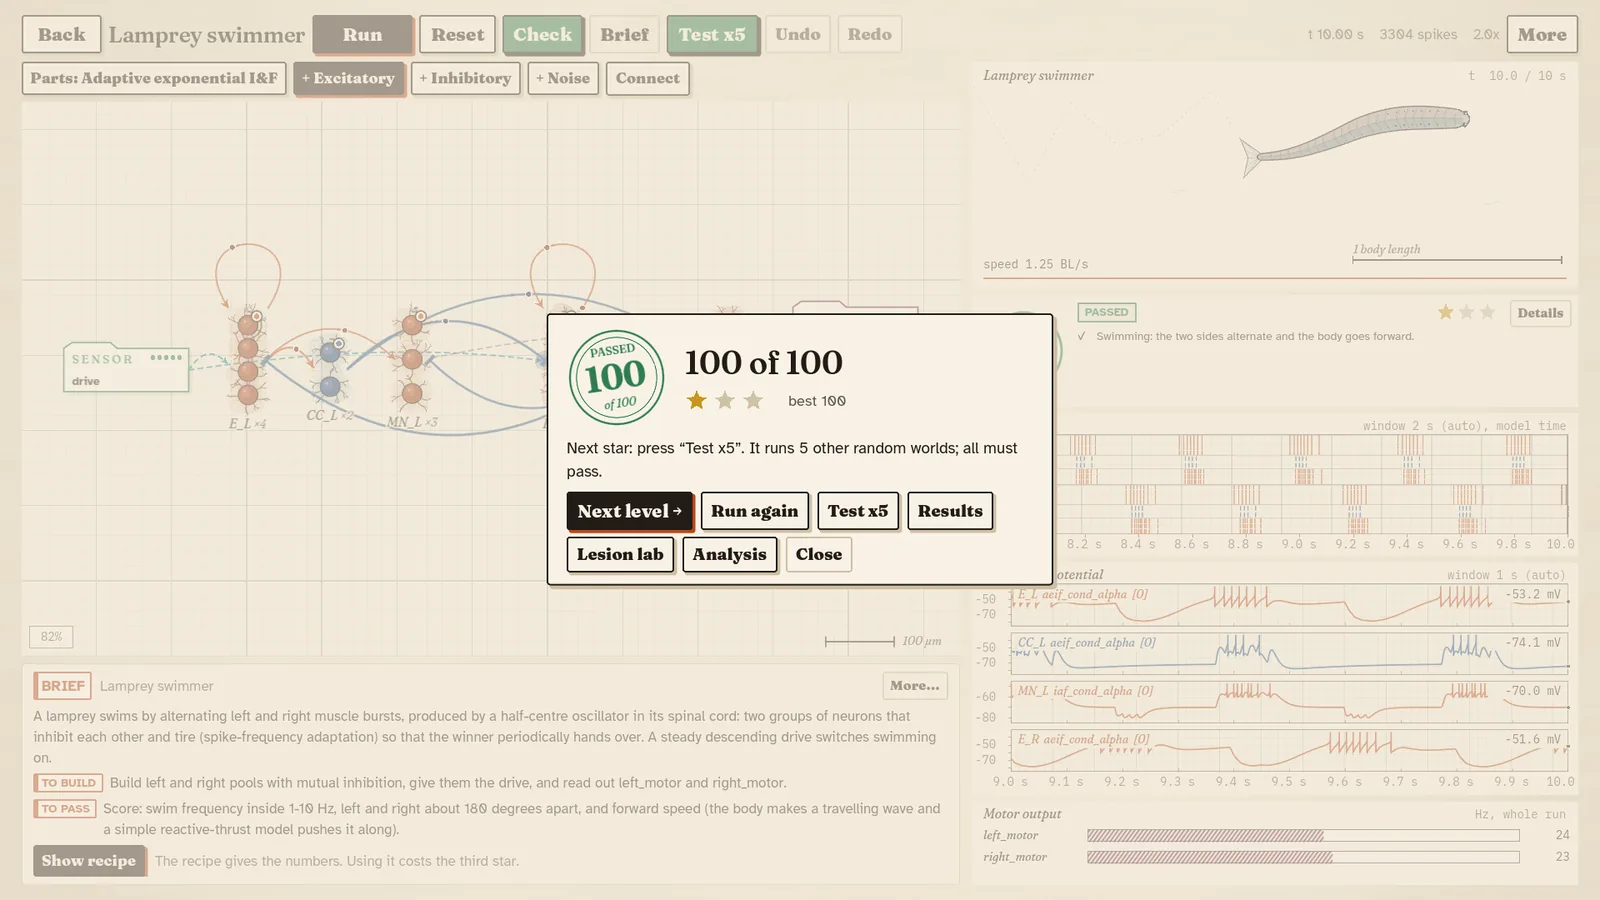 Back Lamprey swimmer Run Reset Check Brief Test x5 Undo Redo t 10.00 s 3304 spikes 2.0x More
Parts: Adaptive exponential I&F + Excitatory + Inhibitory + Noise Connect
Lamprey swimmer t 10.0 / 10 s
1 body length
speed 1.25 BL/s
PASSED Details
✓ Swimming: the two sides alternate and the body goes forward.
SENSOR
drive
E_L ×4
CC_L ×2
MN_L ×3
PASSED
100
of 100
100 of 100
best 100
Next star: press “Test x5”. It runs 5 other random worlds; all must
pass.
Next level → Run again Test x5 Results
Lesion lab Analysis Close
window 2 s (auto), model time
8.2 s 8.4 s 8.6 s 8.8 s 9.0 s 9.2 s 9.4 s 9.6 s 9.8 s 10.0
otential window 1 s (auto)
-50 E_L aeif_cond_alpha [0] -53.2 mV
-70
-50 CC_L aeif_cond_alpha [0] -74.1 mV
-70
-60 MN_L iaf_cond_alpha [0] -70.0 mV
-80
-50 E_R aeif_cond_alpha [0] -51.6 mV
-70
9.0 s 9.1 s 9.2 s 9.3 s 9.4 s 9.5 s 9.6 s 9.7 s 9.8 s 9.9 s 10.0
82%
100 µm
BRIEF Lamprey swimmer More...
A lamprey swims by alternating left and right muscle bursts, produced by a half-centre oscillator in its spinal cord: two groups of neurons that
inhibit each other and tire (spike-frequency adaptation) so that the winner periodically hands over. A steady descending drive switches swimming
on.
TO BUILD Build left and right pools with mutual inhibition, give them the drive, and read out left_motor and right_motor.
TO PASS Score: swim frequency inside 1-10 Hz, left and right about 180 degrees apart, and forward speed (the body makes a travelling wave and
a simple reactive-thrust model pushes it along).
Show recipe The recipe gives the numbers. Using it costs the third star.
Motor output Hz, whole run
left_motor 24
right_motor 23